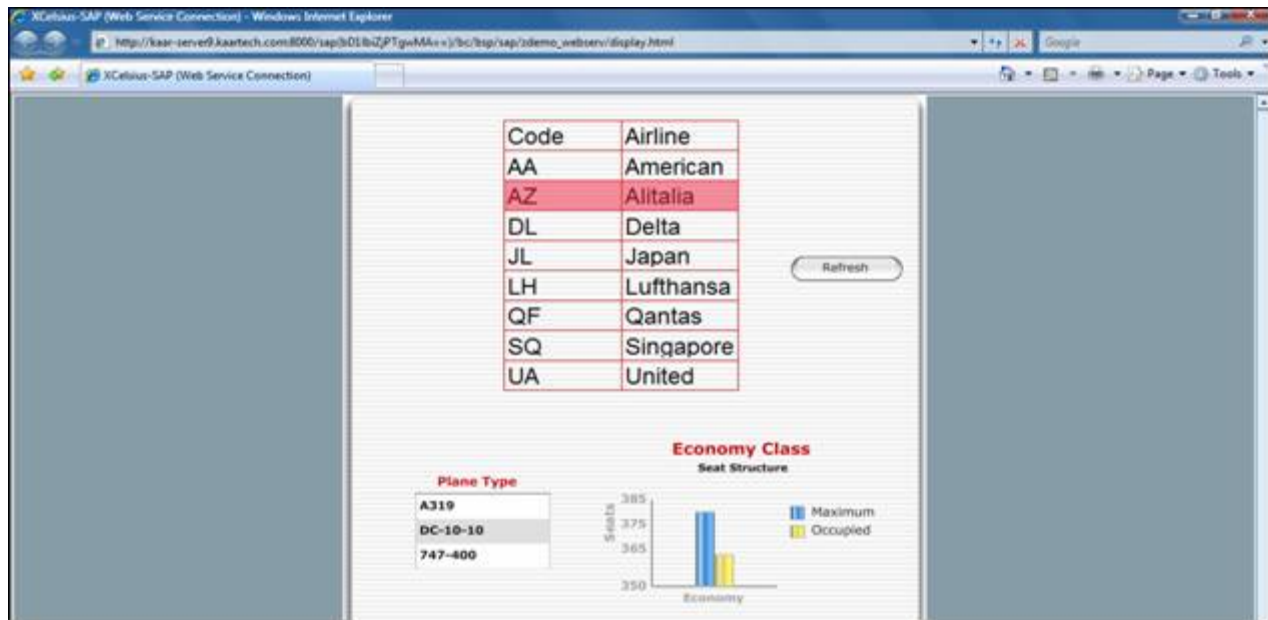 XCelsius-SAP (Web Service Connection) - Windows Internet Explorer
Google
XCelsius-SAP (Web Service Connection)
Page Tools
Code Airline
AA American
AZ Alitalia
DL Delta
JL Japan
LH Lufthansa
QF Qantas
SQ Singapore
UA United
Refresh
Economy Class
Seat Structure
Plane Type
A319
DC-10-10
747-400
Seats
385
375
365
350
Economy
Maximum
Occupied